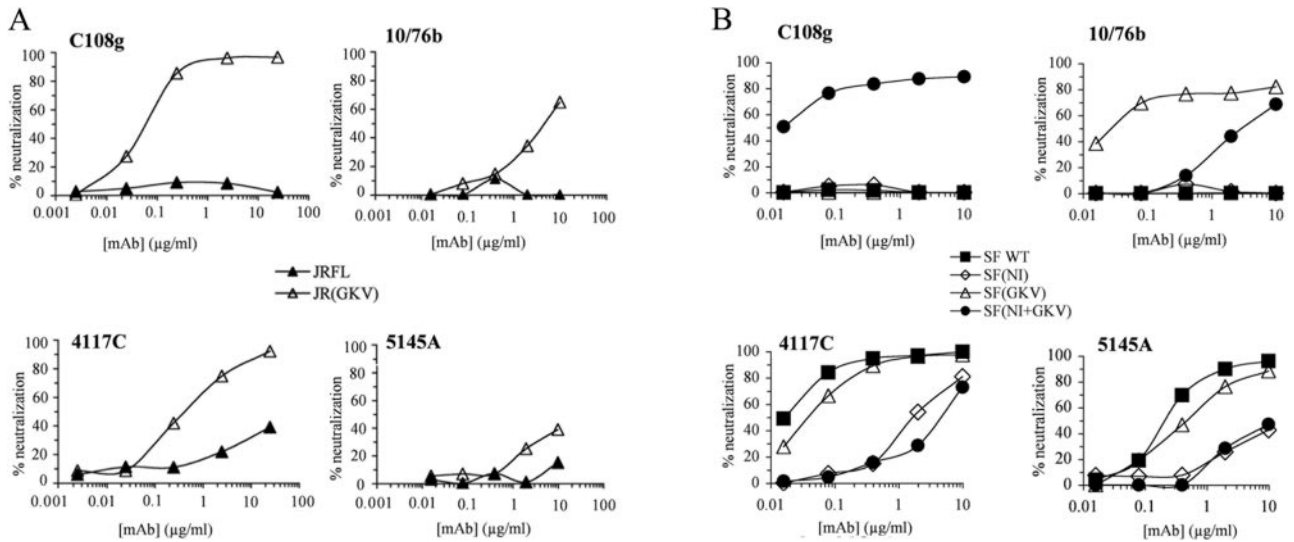 A
C108g
10/76b
% neutralization
100
80
60
40
20
0
0.001 0.01 0.1 1 10 100
[mAb] (µg/ml)
% neutralization
100
80
60
40
20
0
0.001 0.01 0.1 1 10 100
[mAb] (µg/ml)
JRFL
JR(GKV)
4117C
5145A
% neutralization
100
80
60
40
20
0
0.001 0.01 0.1 1 10 100
[mAb] (µg/ml)
% neutralization
100
80
60
40
20
0
0.001 0.01 0.1 1 10 100
[mAb] (µg/ml)
B
C108g
10/76b
% neutralization
100
80
60
40
20
0
0.01 0.1 1 10
[mAb] (µg/ml)
% neutralization
100
80
60
40
20
0
0.01 0.1 1 10
[mAb] (µg/ml)
SF WT
SF(NI)
SF(GKV)
SF(NI+GKV)
4117C
5145A
% neutralization
100
80
60
40
20
0
0.01 0.1 1 10
[mAb] (µg/ml)
% neutralization
100
80
60
40
20
0
0.01 0.1 1 10
[mAb] (µg/ml)